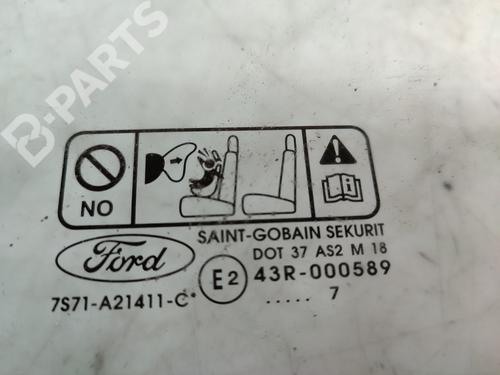 B-PARTS
NO
SAINT-GOBAIN SEKURIT
Ford
DOT 37 AS2 M 18
E2
43R-000589
7S71-A21411-C*
..... 7